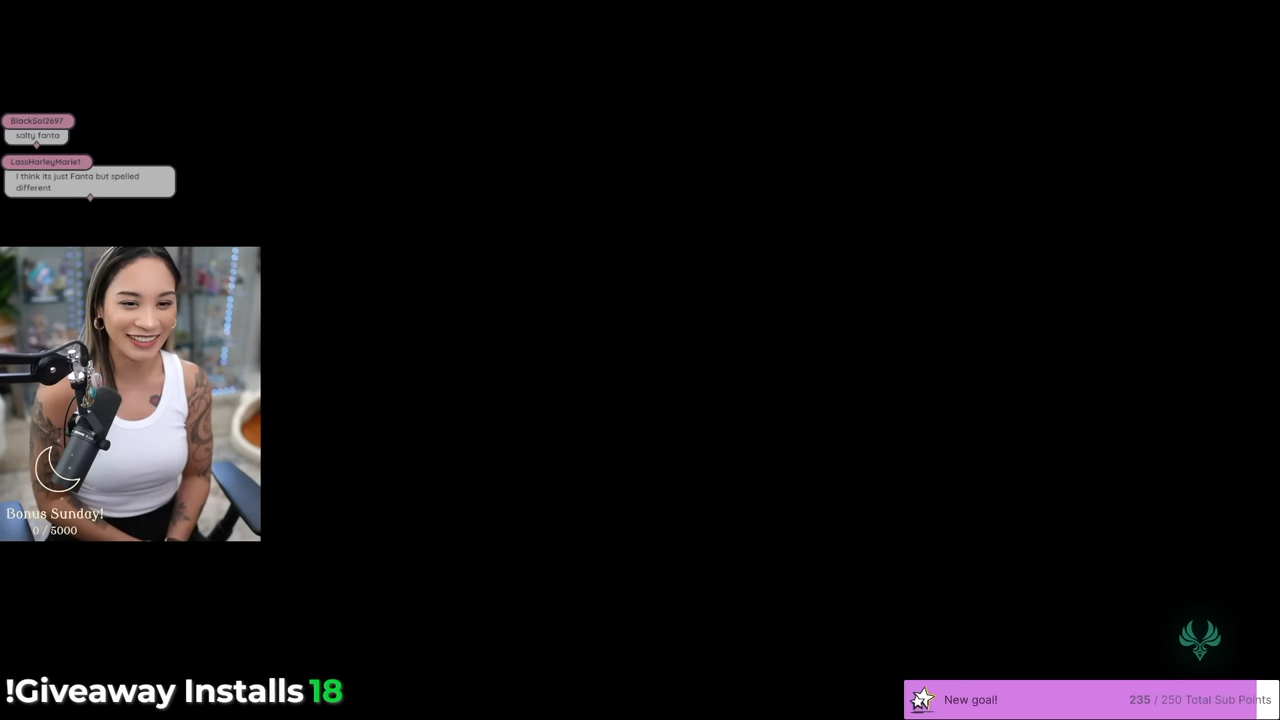 BlackSol2697
salty fanta
LassHarleyMarie1
I think its just Fanta but spelled
different
Bonus Sunday!
0 / 5000
!Giveaway Installs 18
New goal!
235 / 250 Total Sub Points